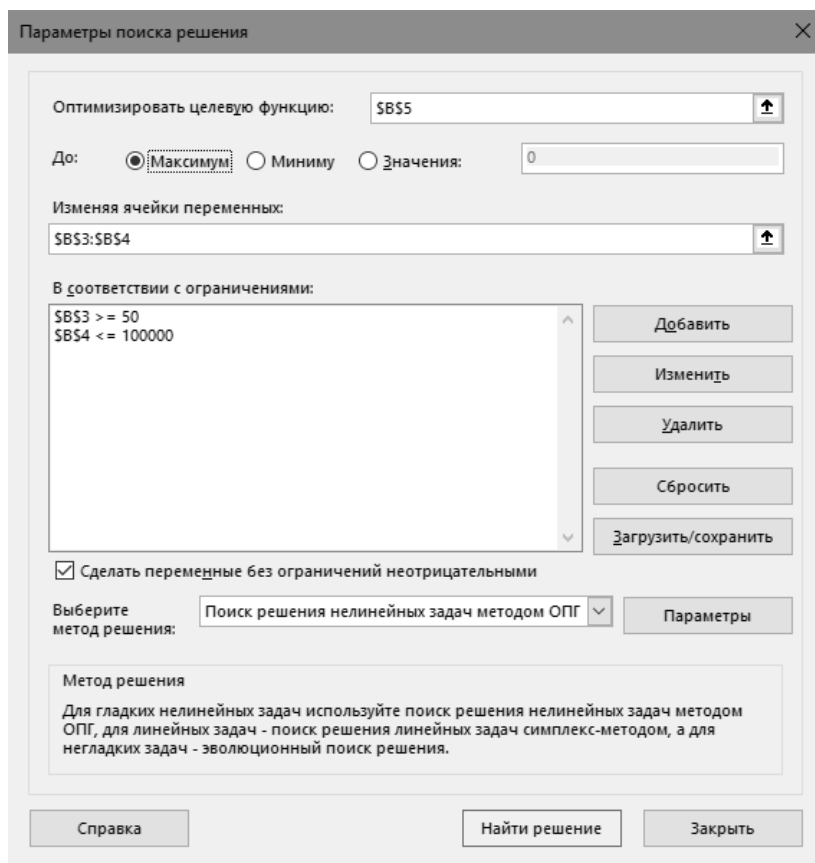 Параметры поиска решения
Оптимизировать целевую функцию: $B$5
До: Максимум Миниму Значения: 0
Изменяя ячейки переменных:
$B$3:$B$4
В соответствии с ограничениями:
$B$3 >= 50
$B$4 <= 100000
Добавить
Изменить
Удалить
Сбросить
Загрузить/сохранить
Сделать переменные без ограничений неотрицательными
Выберите
метод решения:
Поиск решения нелинейных задач методом ОПГ
Параметры
Метод решения
Для гладких нелинейных задач используйте поиск решения нелинейных задач методом
ОПГ, для линейных задач - поиск решения линейных задач симплекс-методом, а для
негладких задач - эволюционный поиск решения.
Справка Найти решение Закрыть